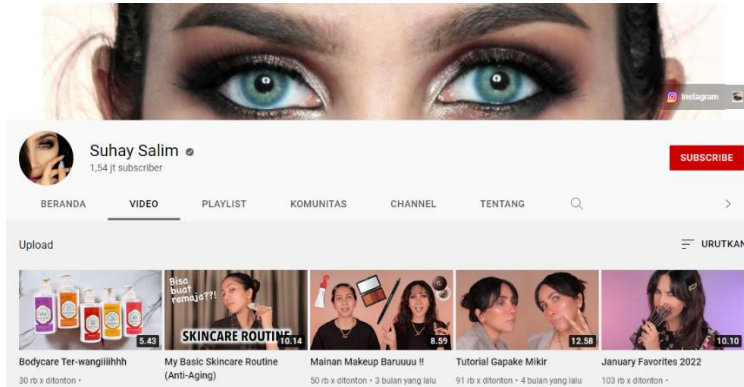 Instagram
Suhay Salim
1,54 jt subscriber
SUBSCRIBE
BERANDA VIDEO PLAYLIST KOMUNITAS CHANNEL TENTANG
Upload URUTKAN
Bisa
buat
remaja??!
SKINCARE ROUTINE
5.43 10.14 8.59 12.58 10.10
Bodycare Ter-wangiiiihhh My Basic Skincare Routine Mainan Makeup Baruuuu !! Tutorial Gapake Mikir January Favorites 2022
(Anti-Aging)
30 rb x ditonton • 50 rb x ditonton • 3 bulan yang lalu 91 rb x ditonton • 4 bulan yang lalu 103 rb x ditonton •